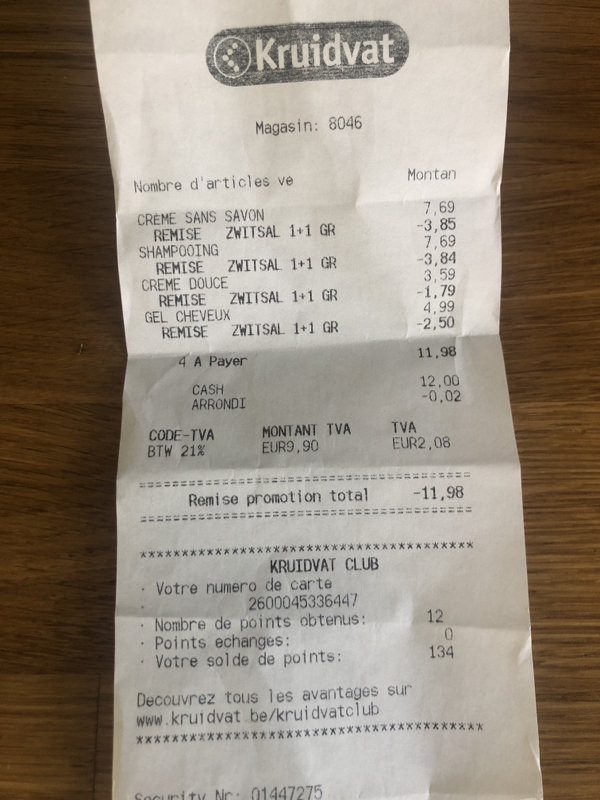 Kruidvat
Magasin: 8046
Nombre d'articles ve Montan
CREME SANS SAVON 7,69
REMISE ZWITSAL 1+1 GR -3,85
SHAMPOOING 7,69
REMISE ZWITSAL 1+1 GR -3,84
CREME DOUCE 3,59
REMISE ZWITSAL 1+1 GR -1,79
GEL CHEVEUX 4,99
REMISE ZWITSAL 1+1 GR -2,50
4 A Payer 11,98
CASH 12,00
ARRONDI -0,02
CODE-TVA MONTANT TVA TVA
BTW 21% EUR9,90 EUR2,08
==================================
Remise promotion total -11,98
==================================
************************************
KRUIDVAT CLUB
· Votre numero de carte
· 2600045336447
· Nombre de points obtenus: 12
· Points echanges: 0
· Votre solde de points: 134
Decouvrez tous les avantages sur
www.kruidvat.be/kruidvatclub
************************************
Security Nr: 01447275